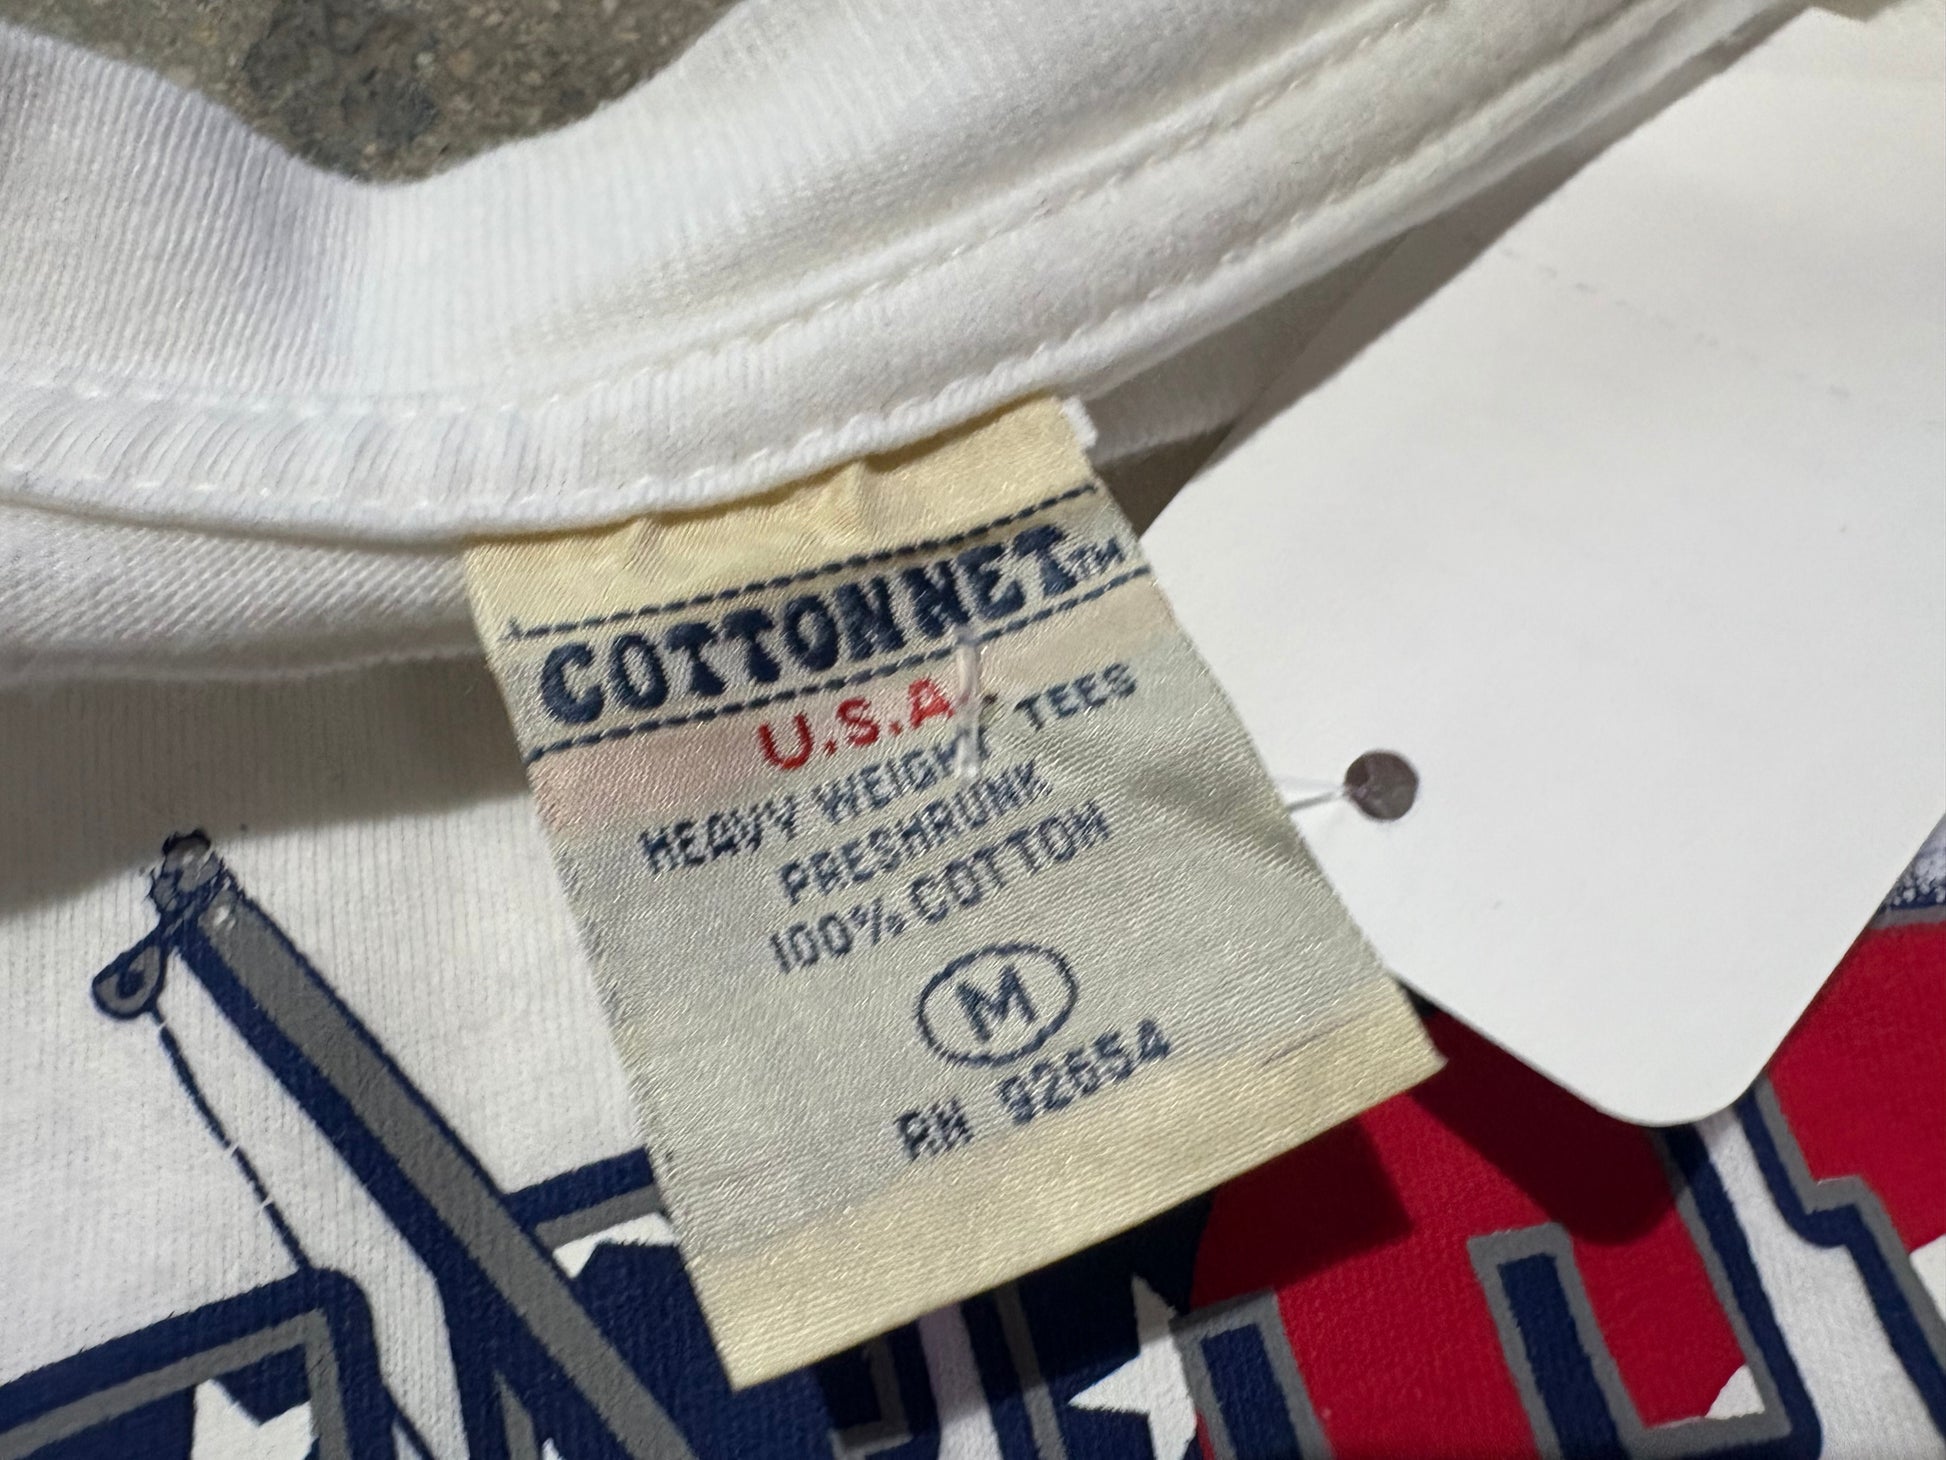 COTTONNET™
U.S.A.
HEAVY WEIGHT TEES
PRESHRUNK
100% COTTON
M
RN 92654